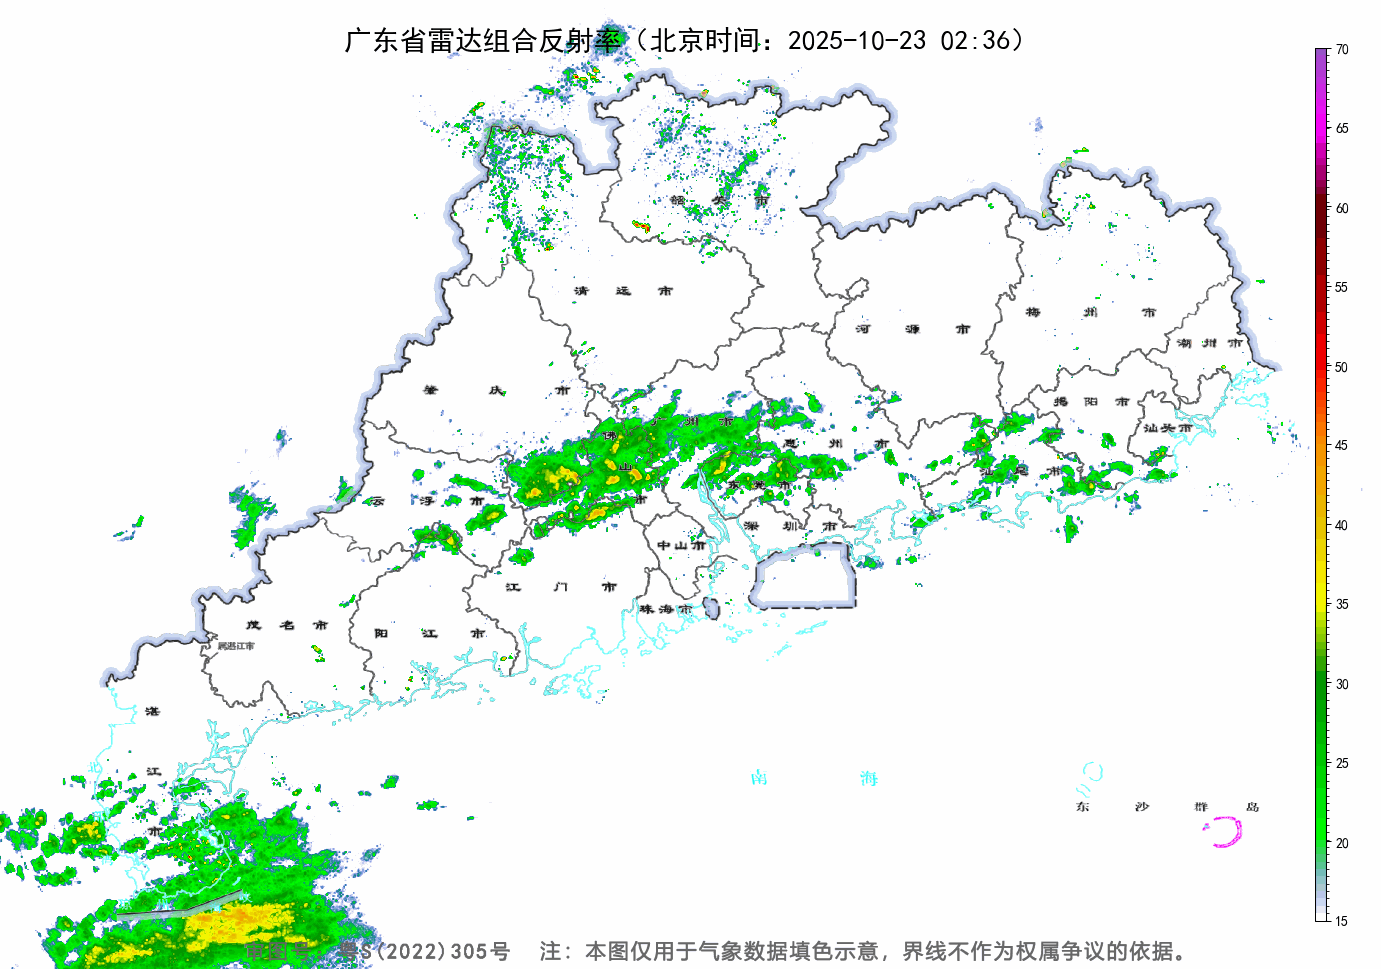 广东省雷达组合反射率（北京时间：2025-10-23 02:36）
70
65
60
55
50
45
40
35
30
25
20
15
韶关市
清远市
河源市
梅州市
潮州市
肇庆市
揭阳市
汕头市
广州市
佛山市
惠州市
东莞市
汕尾市
云浮市
深圳市
中山市
江门市
珠海市
茂名市
阳江市
属湛江市
湛江市
南海
东沙群岛
审图号：粤S(2022)305号 注：本图仅用于气象数据填色示意，界线不作为权属争议的依据。